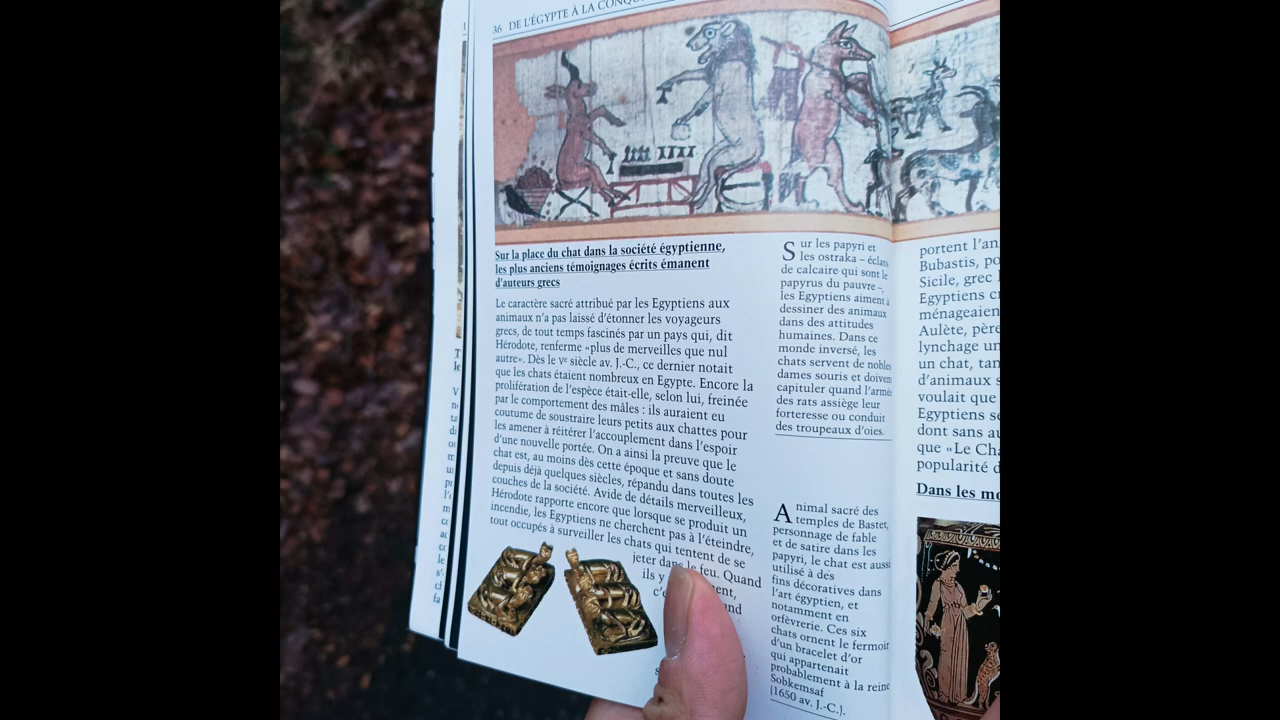 36 DE L'ÉGYPTE À LA
Sur la place du chat dans la société égyptienne,
les plus anciens témoignages écrits émanent
d'auteurs grecs
Le caractère sacré attribué par les Egyptiens aux
animaux n'a pas laissé d'étonner les voyageurs
grecs, de tout temps fascinés par un pays qui, dit
Hérodote, renferme «plus de merveilles que nul
autre». Dès le Ve siècle av. J.-C., ce dernier notait
que les chats étaient nombreux en Egypte. Encore la
prolifération de l'espèce était-elle, selon lui, freinée
par le comportement des mâles : ils auraient eu
coutume de soustraire leurs petits aux chattes pour
les amener à réitérer l'accouplement dans l'espoir
d'une nouvelle portée. On a ainsi la preuve que le
chat est, au moins dès cette époque et sans doute
depuis déjà quelques siècles, répandu dans toutes les
couches de la société. Avide de détails merveilleux,
Hérodote rapporte encore que lorsque se produit un
incendie, les Egyptiens ne cherchent pas à l'éteindre,
tout occupés à surveiller les chats qui tentent de se
jeter dans le feu. Quand
ils y
Sur les papyri et
les ostraka – éclats
de calcaire qui sont le
papyrus du pauvre –,
les Egyptiens aiment à
dessiner des animaux
dans des attitudes
humaines. Dans ce
monde inversé, les
chats servent de nobles
dames souris et doivent
capituler quand l'armée
des rats assiège leur
forteresse ou conduit
des troupeaux d'oies.
Animal sacré des
temples de Bastet,
personnage de fable
et de satire dans les
papyri, le chat est aussi
utilisé à des
fins décoratives dans
l'art égyptien, et
notamment en
orfèvrerie. Ces six
chats ornent le fermoir
d'un bracelet d'or
qui appartenait
probablement à la reine
Sobkemsaf
(1650 av. J.-C.).
portent l'an
Bubastis, po
Sicile, grec
Egyptiens c
ménageaien
Aulète, père
lynchage un
un chat, tan
d'animaux s
voulait que
Egyptiens se
dont sans au
que «Le Cha
popularité d
Dans les mo